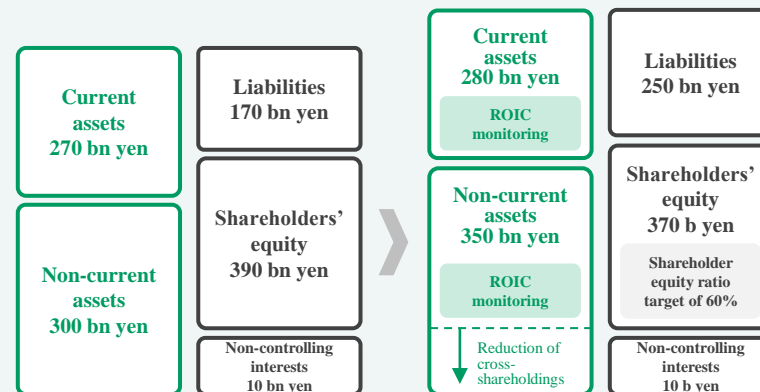 Current
assets
270 bn yen
Non-current
assets
300 bn yen
Liabilities
170 bn yen
Shareholders’
equity
390 bn yen
Non-controlling
interests
10 bn yen
Current
assets
280 bn yen
ROIC
monitoring
Non-current
assets
350 bn yen
ROIC
monitoring
Reduction of
cross-
shareholdings
Liabilities
250 bn yen
Shareholders’
equity
370 b yen
Shareholder
equity ratio
target of 60%
Non-controlling
interests
10 b yen